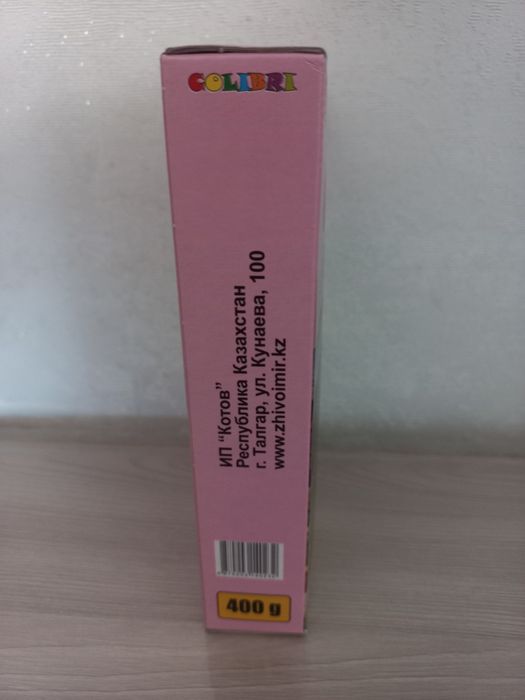 COLIBRI
ИП “Котов”
Республика Казахстан
г. Талгар, ул. Кунаева, 100
www.zhivoimir.kz
400 g